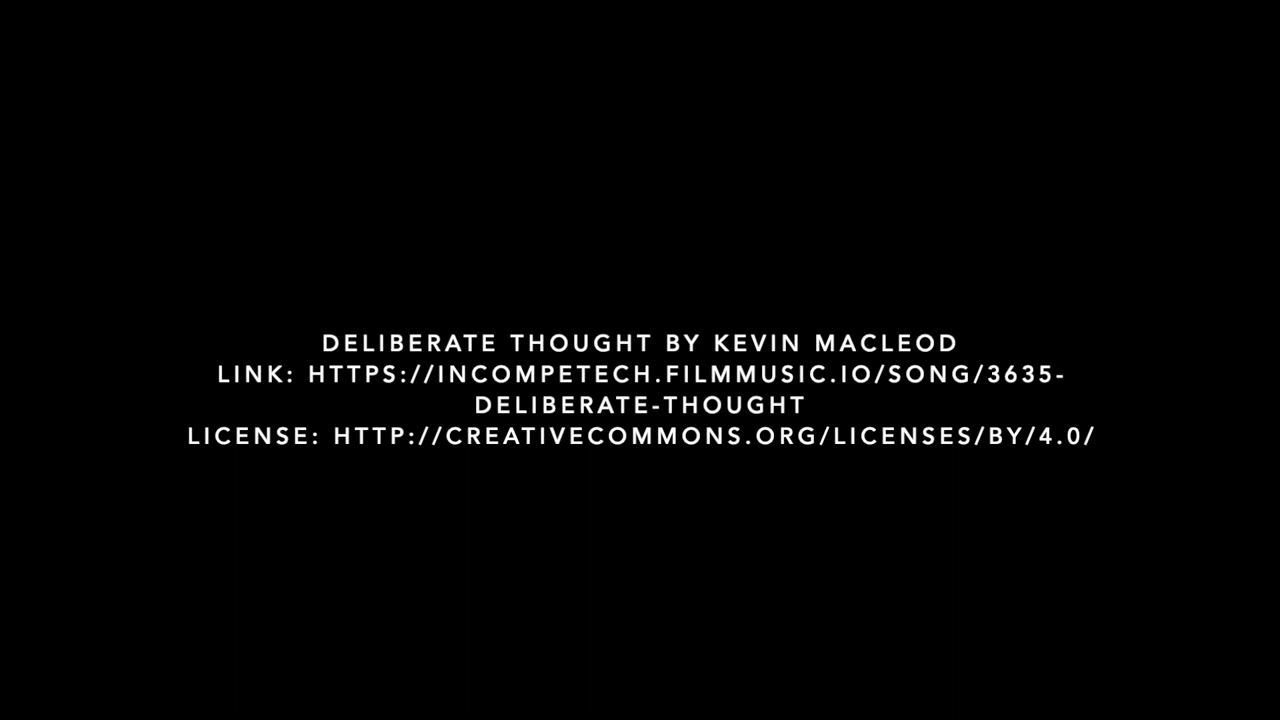 DELIBERATE THOUGHT BY KEVIN MACLEOD
LINK: HTTPS://INCOMPETECH.FILMMUSIC.IO/SONG/3635-
DELIBERATE-THOUGHT
LICENSE: HTTP://CREATIVECOMMONS.ORG/LICENSES/BY/4.0/